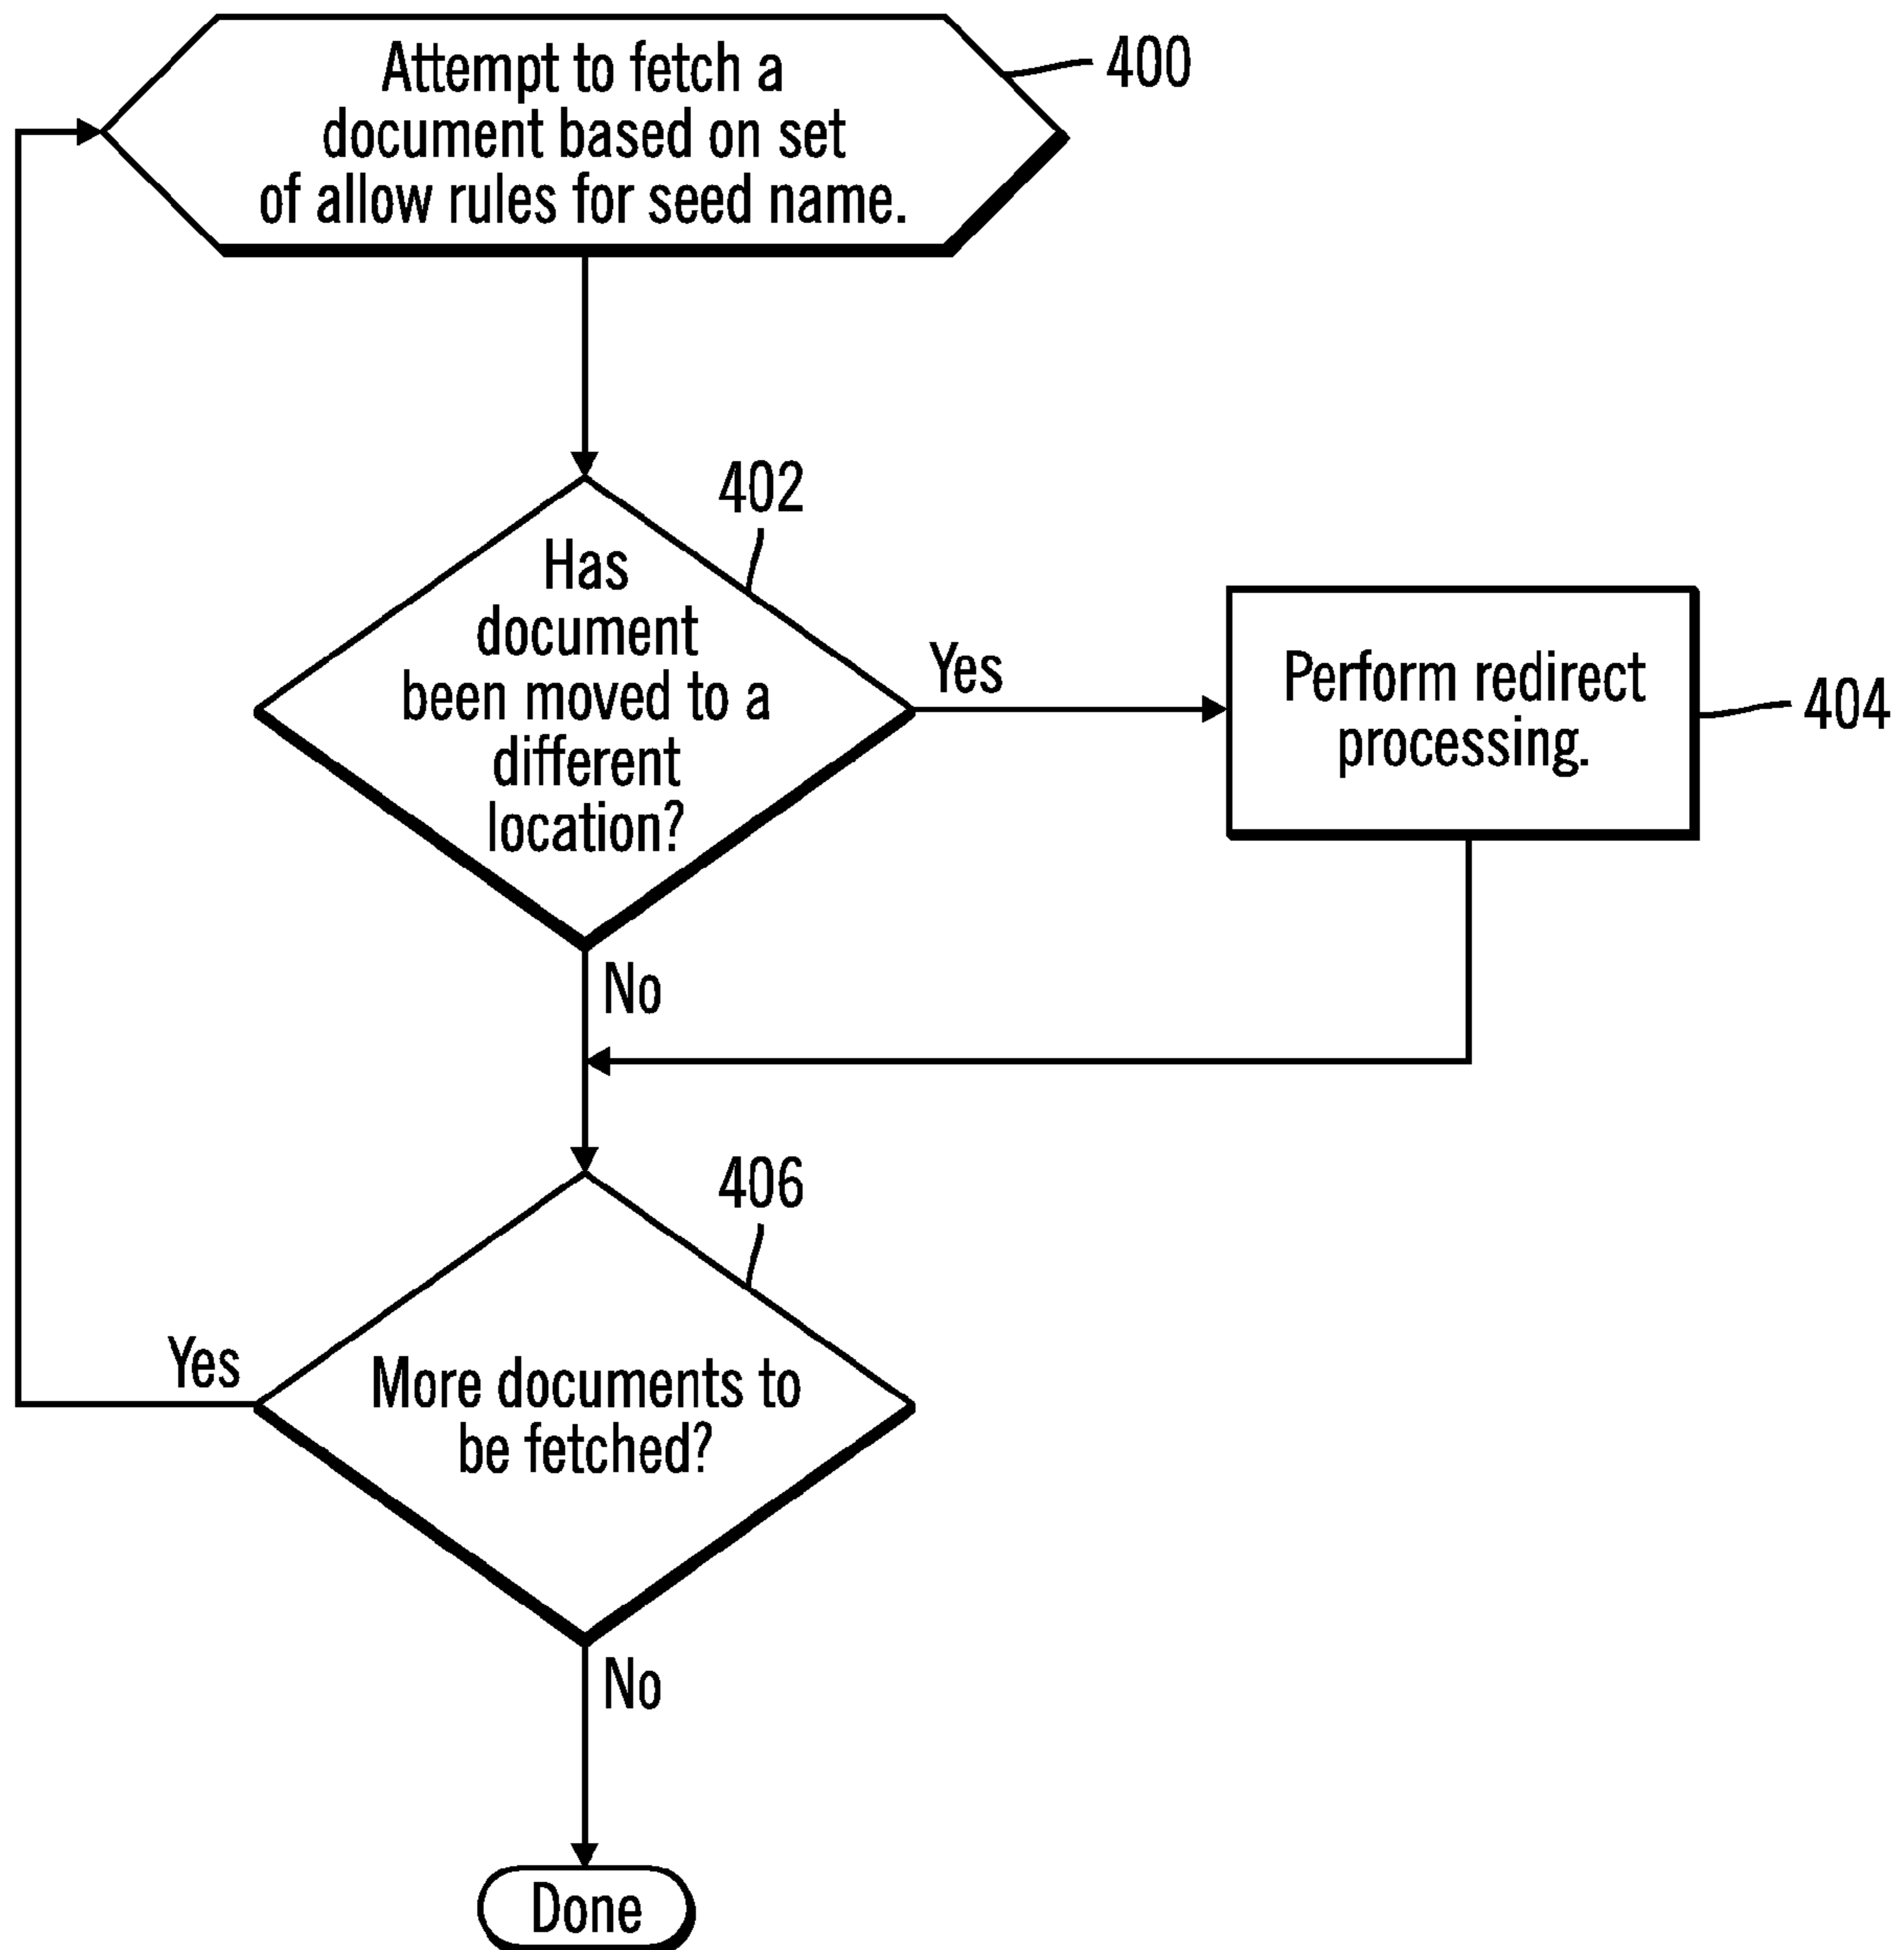 Attempt to fetch a
document based on set
of allow rules for seed name.
400
402
Has
document
been moved to a
different
location?
Yes
Perform redirect
processing.
404
No
406
Yes
More documents to
be fetched?
No
Done